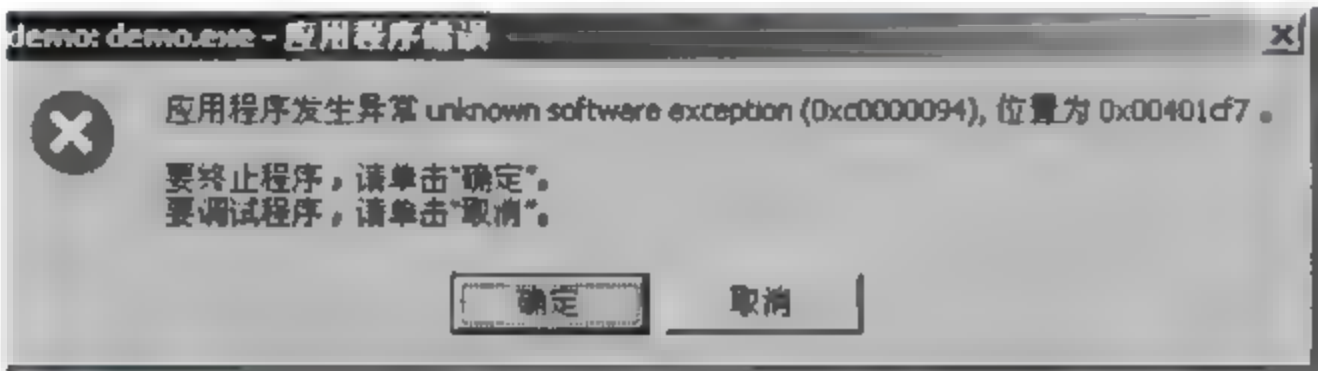 demo: demo.exe - 应用程序错误
应用程序发生异常 unknown software exception (0xc0000094), 位置为 0x00401cf7。
要终止程序，请单击"确定"。
要调试程序，请单击"取消"。
确定
取消